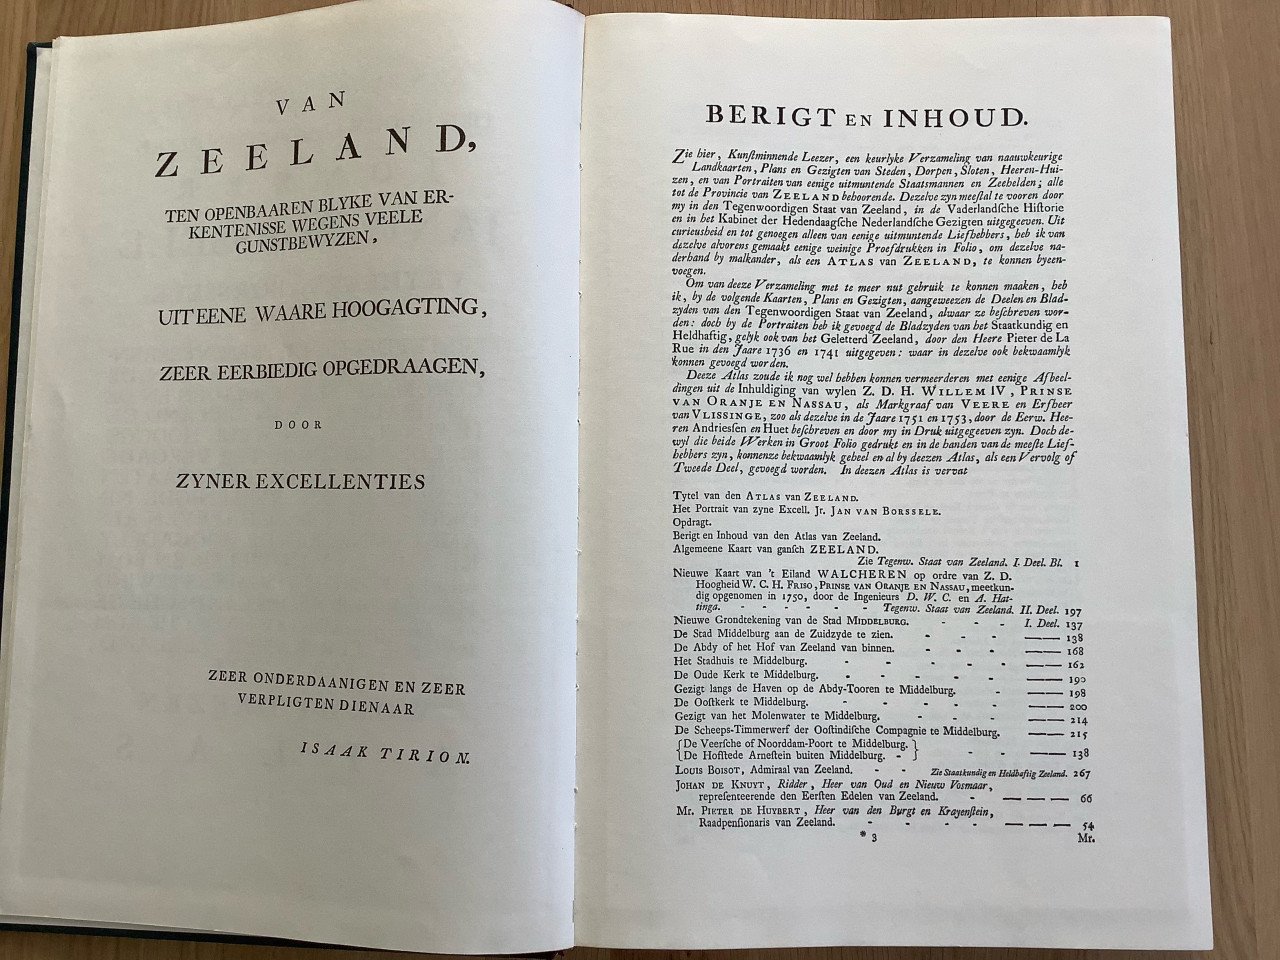 VAN
ZEELAND,
TEN OPENBAAREN BLYKE VAN ER-
KENTENISSE WEGENS VEELE
GUNSTBEWYZEN,
UIT EENE WAARE HOOGAGTING,
ZEER EERBIEDIG OPGEDRAAGEN,
DOOR
ZYNER EXCELLENTIES
ZEER ONDERDAANIGEN EN ZEER
VERPLIGTEN DIENAAR
ISAAK TIRION.
BERIGT EN INHOUD.
Zie hier, Kunſtminnende Leezer, een keurlyke Verzameling van naauwkeurige
Landkaarten, Plans en Gezigten van Steden, Dorpen, Sloten, Heeren-Hui-
zen, en van Portraiten van eenige uitmuntende Staatsmannen en Zeehelden; alle
tot de Provincie van ZEELAND behoorende. Dezelve zyn meeſtal te vooren door
my in den Tegenwoordigen Staat van Zeeland, in de Vaderlandſche Hiſtorie
en in het Kabinet der Hedendaagſche Nederlandſche Gezigten uitgegeeven. Uit
curieusheid en tot genoegen alleen van eenige uitmuntende Liefhebbers, heb ik van
dezelve alvorens gemaakt eenige weinige Proefdrukken in Folio, om dezelve na-
derhand by malkander, als een ATLAS van ZEELAND, te konnen byeen-
voegen.
Om van deeze Verzameling met te meer nut gebruik te konnen maaken, heb
ik, by de volgende Kaarten, Plans en Gezigten, aangeweezen de Deelen en Blad-
zyden van den Tegenwoordigen Staat van Zeeland, alwaar ze beſchreven wor-
den: doch by de Portraiten heb ik gevoegd de Bladzyden van het Staatkundig en
Heldhaftig, gelyk ook van het Geletterd Zeeland, door den Heere Pieter de La
Rue in den Jaare 1736 en 1741 uitgegeven: waar in dezelve ook bekwaamlyk
konnen gevoegd worden.
Deeze Atlas zoude ik nog wel hebben konnen vermeerderen met eenige Afbeel-
dingen uit de Inhuldiging van wylen Z. D. H. WILLEM IV, PRINSE
VAN ORANJE EN NASSAU, als Markgraaf van VEERE en Erfheer
van VLISSINGE, zoo als dezelve in de Jaare 1751 en 1753, door de Eerw. Hee-
ren Andrieſſen en Huet beſchreven en door my in Druk uitgegeeven zyn. Doch de-
wyl die beide Werken in Groot Folio gedrukt en in de handen van de meeſte Lief-
hebbers zyn, konnen ze bekwaamlyk geheel en al by deezen Atlas, als een Vervolg of
Tweede Deel, gevoegd worden. In deezen Atlas is vervat
Tytel van den ATLAS van ZEELAND.
Het Portrait van zyne Excell. Jr. JAN VAN BORSSELE.
Opdragt.
Berigt en Inhoud van den Atlas van Zeeland.
Algemeene Kaart van ganſch ZEELAND.
Zie Tegenw. Staat van Zeeland. I. Deel. Bl. 1
Nieuwe Kaart van 't Eiland WALCHEREN op ordre van Z. D.
Hoogheid W. C. H. FRISO, PRINSE VAN ORANJE EN NASSAU, meetkun-
dig opgenomen in 1750, door de Ingenieurs D. W. C. en A. Hat-
tinga. - - - - - - Tegenw. Staat van Zeeland. II. Deel. 197
Nieuwe Grondtekening van de Stad MIDDELBURG. - - - I. Deel. 137
De Stad Middelburg aan de Zuidzyde te zien. - - - —— 138
De Abdy of het Hof van Zeeland van binnen. - - - —— 168
Het Stadhuis te Middelburg. - - - - - —— 162
De Oude Kerk te Middelburg. - - - - —— 190
Gezigt langs de Haven op de Abdy-Tooren te Middelburg. - —— 198
De Ooſtkerk te Middelburg. - - - - —— 200
Gezigt van het Molenwater te Middelburg. - - - —— 214
De Scheeps-Timmerwerf der Ooſtindiſche Compagnie te Middelburg. —— 215
{De Veerſche of Noorddam-Poort te Middelburg.}
{De Hofſtede Arneſtein buiten Middelburg. -} - - —— 138
LOUIS BOISOT, Admiraal van Zeeland. - - Zie Staatkundig en Heldhaftig Zeeland. 267
JOHAN DE KNUYT, Ridder, Heer van Oud en Nieuw Vosmaar,
repreſenteerende den Eerſten Edelen van Zeeland. - — — — 66
Mr. PIETER DE HUYBERT, Heer van den Burgt en Krayenſtein,
Raadpenſionaris van Zeeland. - - - - — — — 54
* 3
Mr.